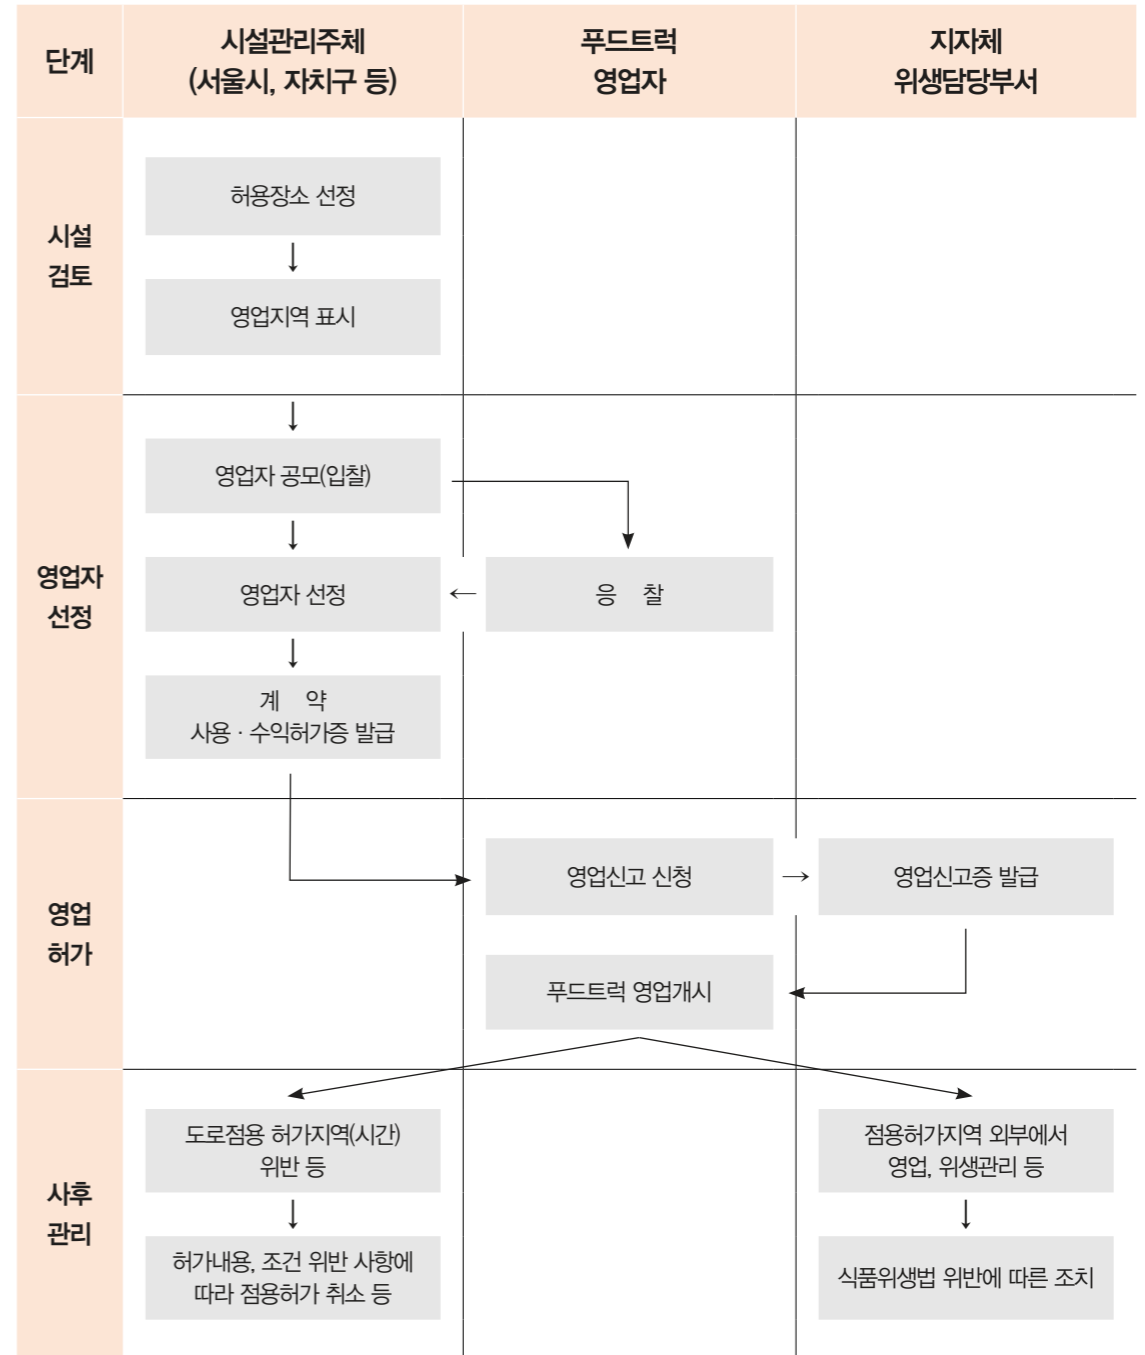 단계
시설관리주체
(서울시, 자치구 등)
푸드트럭
영업자
지자체
위생담당부서
시설
검토
허용장소 선정
↓
영업지역 표시
영업자
선정
↓
영업자 공모(입찰)
↓
영업자 선정
←
응 찰
↓
계 약
사용 · 수익허가증 발급
영업
허가
영업신고 신청
→
영업신고증 발급
푸드트럭 영업개시
사후
관리
도로점용 허가지역(시간)
위반 등
↓
허가내용, 조건 위반 사항에
따라 점용허가 취소 등
점용허가지역 외부에서
영업, 위생관리 등
↓
식품위생법 위반에 따른 조치